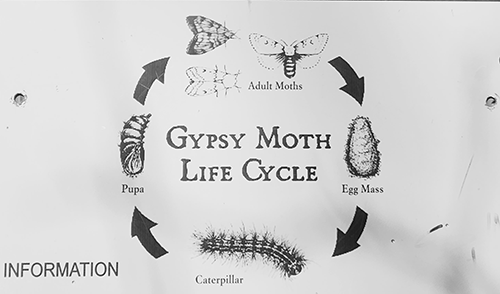 Adult Moths
GYPSY MOTH
LIFE CYCLE
Pupa
Egg Mass
Caterpillar
INFORMATION